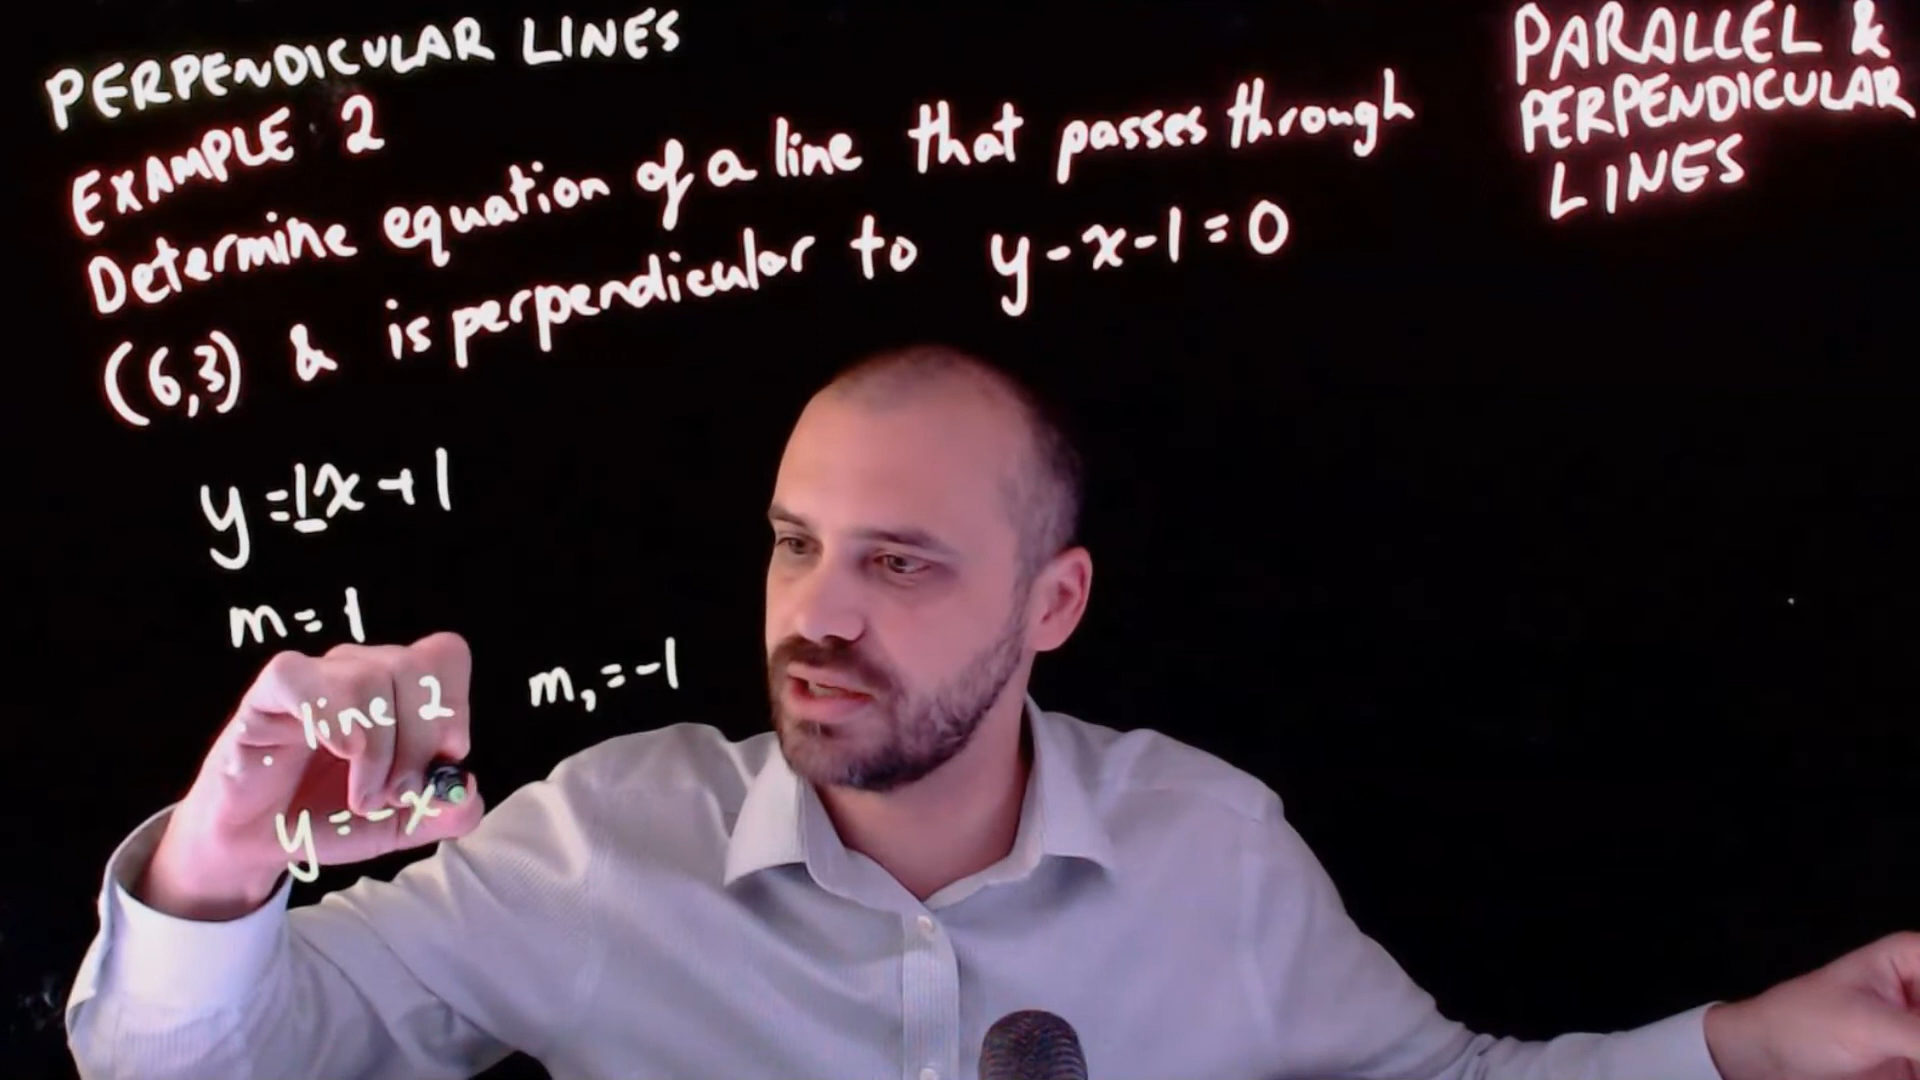 PERPENDICULAR LINES
EXAMPLE 2
Determine equation of a line that passes through
(6,3) & is perpendicular to y-x-1=0
y=1x+1
m=1
line 2
m,=-1
y=-x
PARALLEL &
PERPENDICULAR
LINES